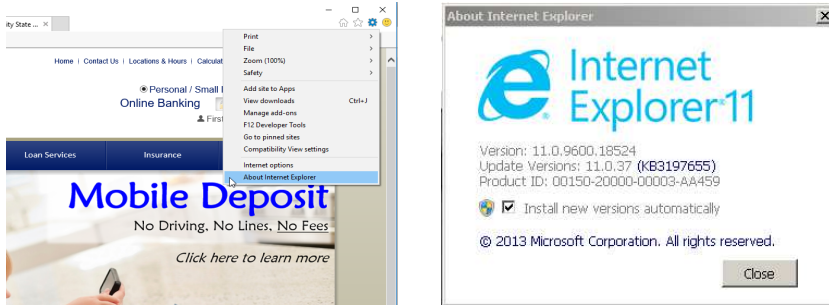 ity State ...
Home | Contact Us | Locations & Hours | Calculat
Personal / Small
Online Banking
Firs
Loan Services Insurance
Print
File
Zoom (100%)
Safety
Add site to Apps
View downloads Ctrl+J
Manage add-ons
F12 Developer Tools
Go to pinned sites
Compatibility View settings
Internet options
About Internet Explorer
Mobile Deposit
No Driving, No Lines, No Fees
Click here to learn more
About Internet Explorer
Internet
Explorer 11
Version: 11.0.9600.18524
Update Versions: 11.0.37 (KB3197655)
Product ID: 00150-20000-00003-AA459
Install new versions automatically
© 2013 Microsoft Corporation. All rights reserved.
Close